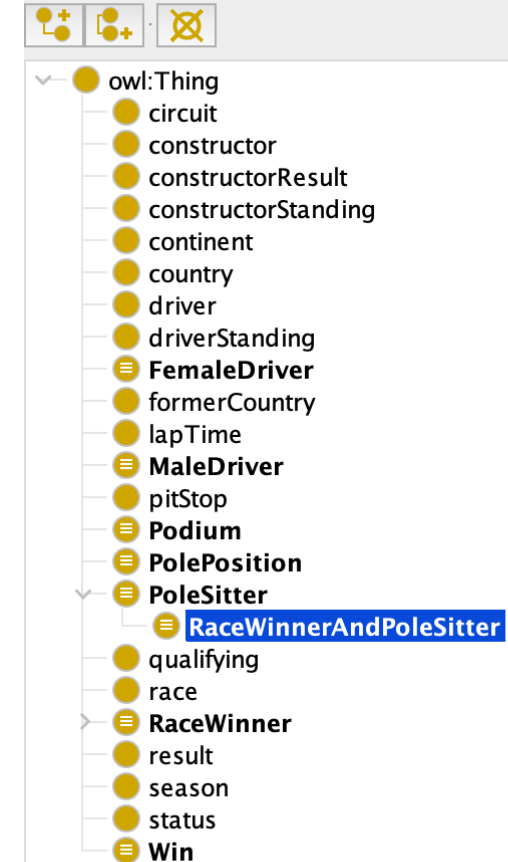 owl:Thing
circuit
constructor
constructorResult
constructorStanding
continent
country
driver
driverStanding
FemaleDriver
formerCountry
lapTime
MaleDriver
pitStop
Podium
PolePosition
PoleSitter
RaceWinnerAndPoleSitter
qualifying
race
RaceWinner
result
season
status
Win